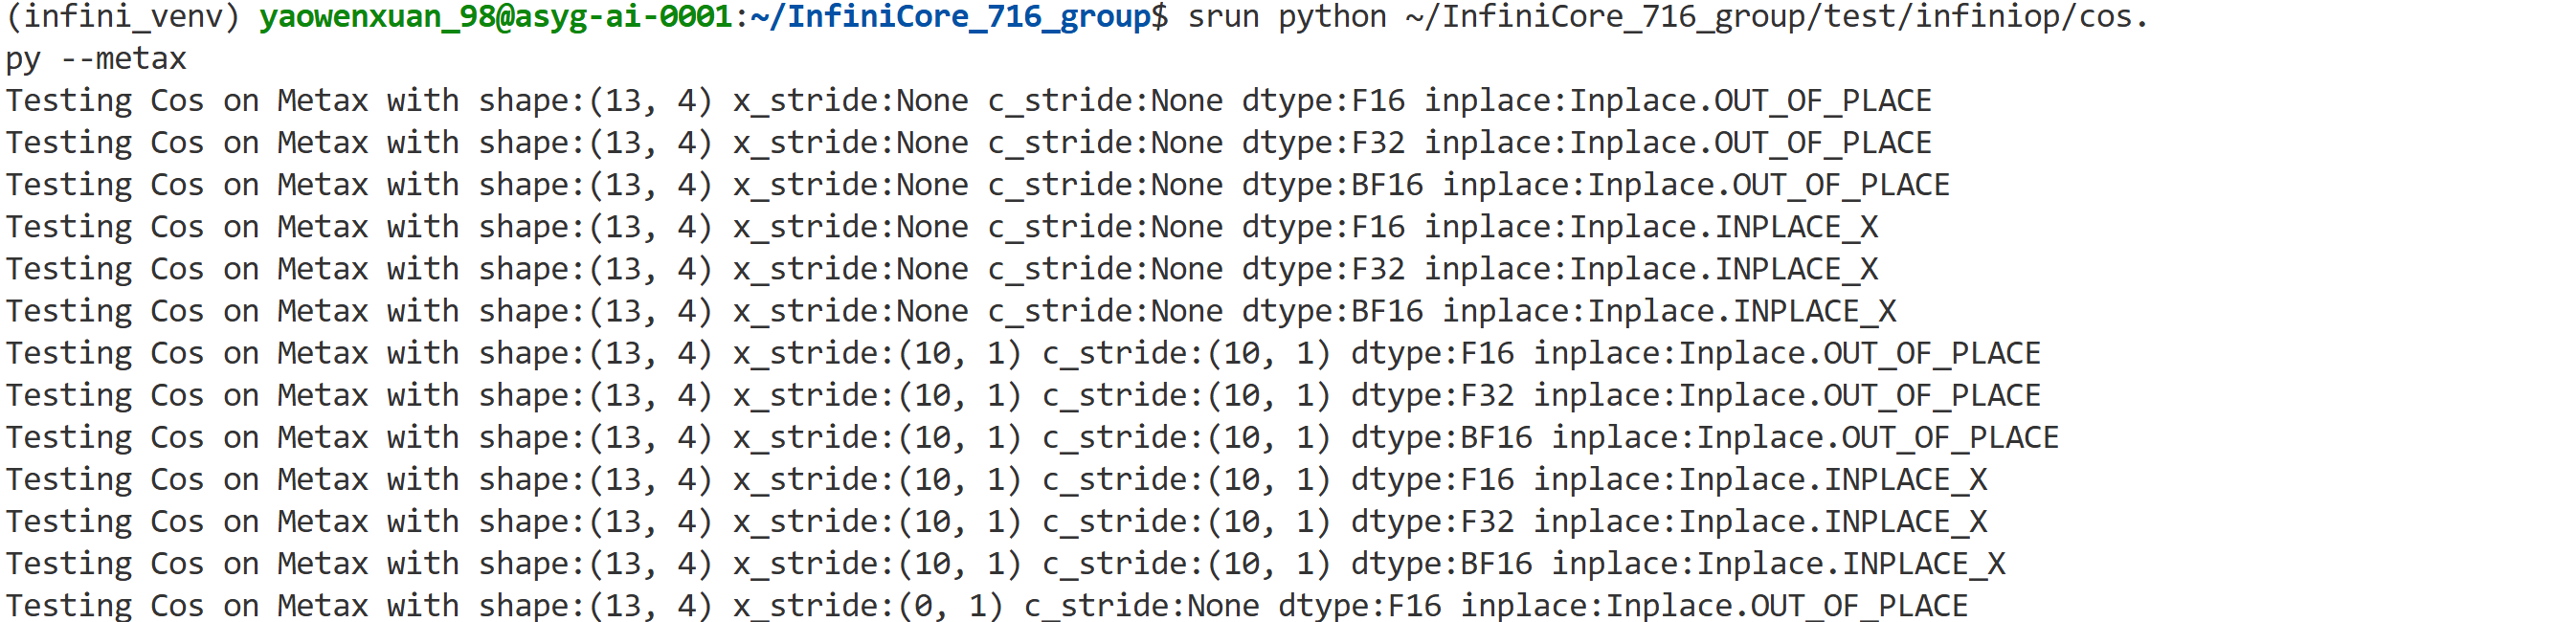 (infini_venv) yaowenxuan_98@asyg-ai-0001:~/InfiniCore_716_group$ srun python ~/InfiniCore_716_group/test/infiniop/cos.
py --metax
Testing Cos on Metax with shape:(13, 4) x_stride:None c_stride:None dtype:F16 inplace:Inplace.OUT_OF_PLACE
Testing Cos on Metax with shape:(13, 4) x_stride:None c_stride:None dtype:F32 inplace:Inplace.OUT_OF_PLACE
Testing Cos on Metax with shape:(13, 4) x_stride:None c_stride:None dtype:BF16 inplace:Inplace.OUT_OF_PLACE
Testing Cos on Metax with shape:(13, 4) x_stride:None c_stride:None dtype:F16 inplace:Inplace.INPLACE_X
Testing Cos on Metax with shape:(13, 4) x_stride:None c_stride:None dtype:F32 inplace:Inplace.INPLACE_X
Testing Cos on Metax with shape:(13, 4) x_stride:None c_stride:None dtype:BF16 inplace:Inplace.INPLACE_X
Testing Cos on Metax with shape:(13, 4) x_stride:(10, 1) c_stride:(10, 1) dtype:F16 inplace:Inplace.OUT_OF_PLACE
Testing Cos on Metax with shape:(13, 4) x_stride:(10, 1) c_stride:(10, 1) dtype:F32 inplace:Inplace.OUT_OF_PLACE
Testing Cos on Metax with shape:(13, 4) x_stride:(10, 1) c_stride:(10, 1) dtype:BF16 inplace:Inplace.OUT_OF_PLACE
Testing Cos on Metax with shape:(13, 4) x_stride:(10, 1) c_stride:(10, 1) dtype:F16 inplace:Inplace.INPLACE_X
Testing Cos on Metax with shape:(13, 4) x_stride:(10, 1) c_stride:(10, 1) dtype:F32 inplace:Inplace.INPLACE_X
Testing Cos on Metax with shape:(13, 4) x_stride:(10, 1) c_stride:(10, 1) dtype:BF16 inplace:Inplace.INPLACE_X
Testing Cos on Metax with shape:(13, 4) x_stride:(0, 1) c_stride:None dtype:F16 inplace:Inplace.OUT_OF_PLACE